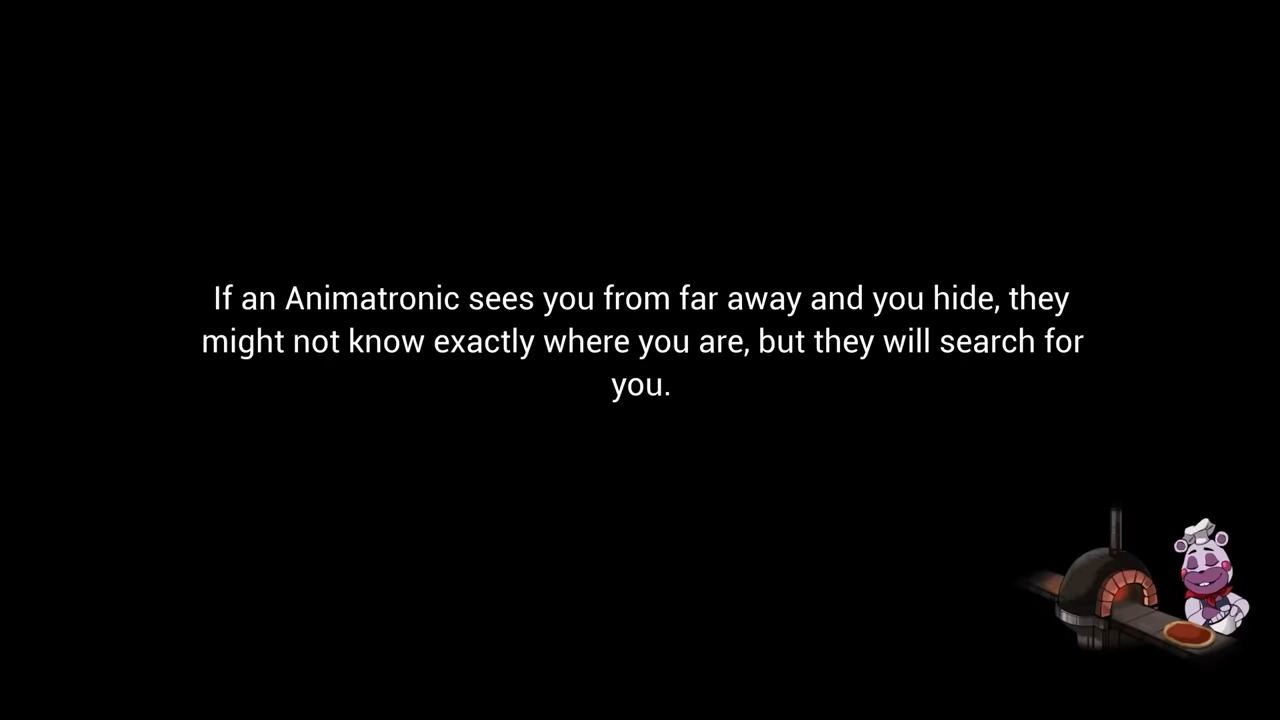 If an Animatronic sees you from far away and you hide, they
might not know exactly where you are, but they will search for
you.